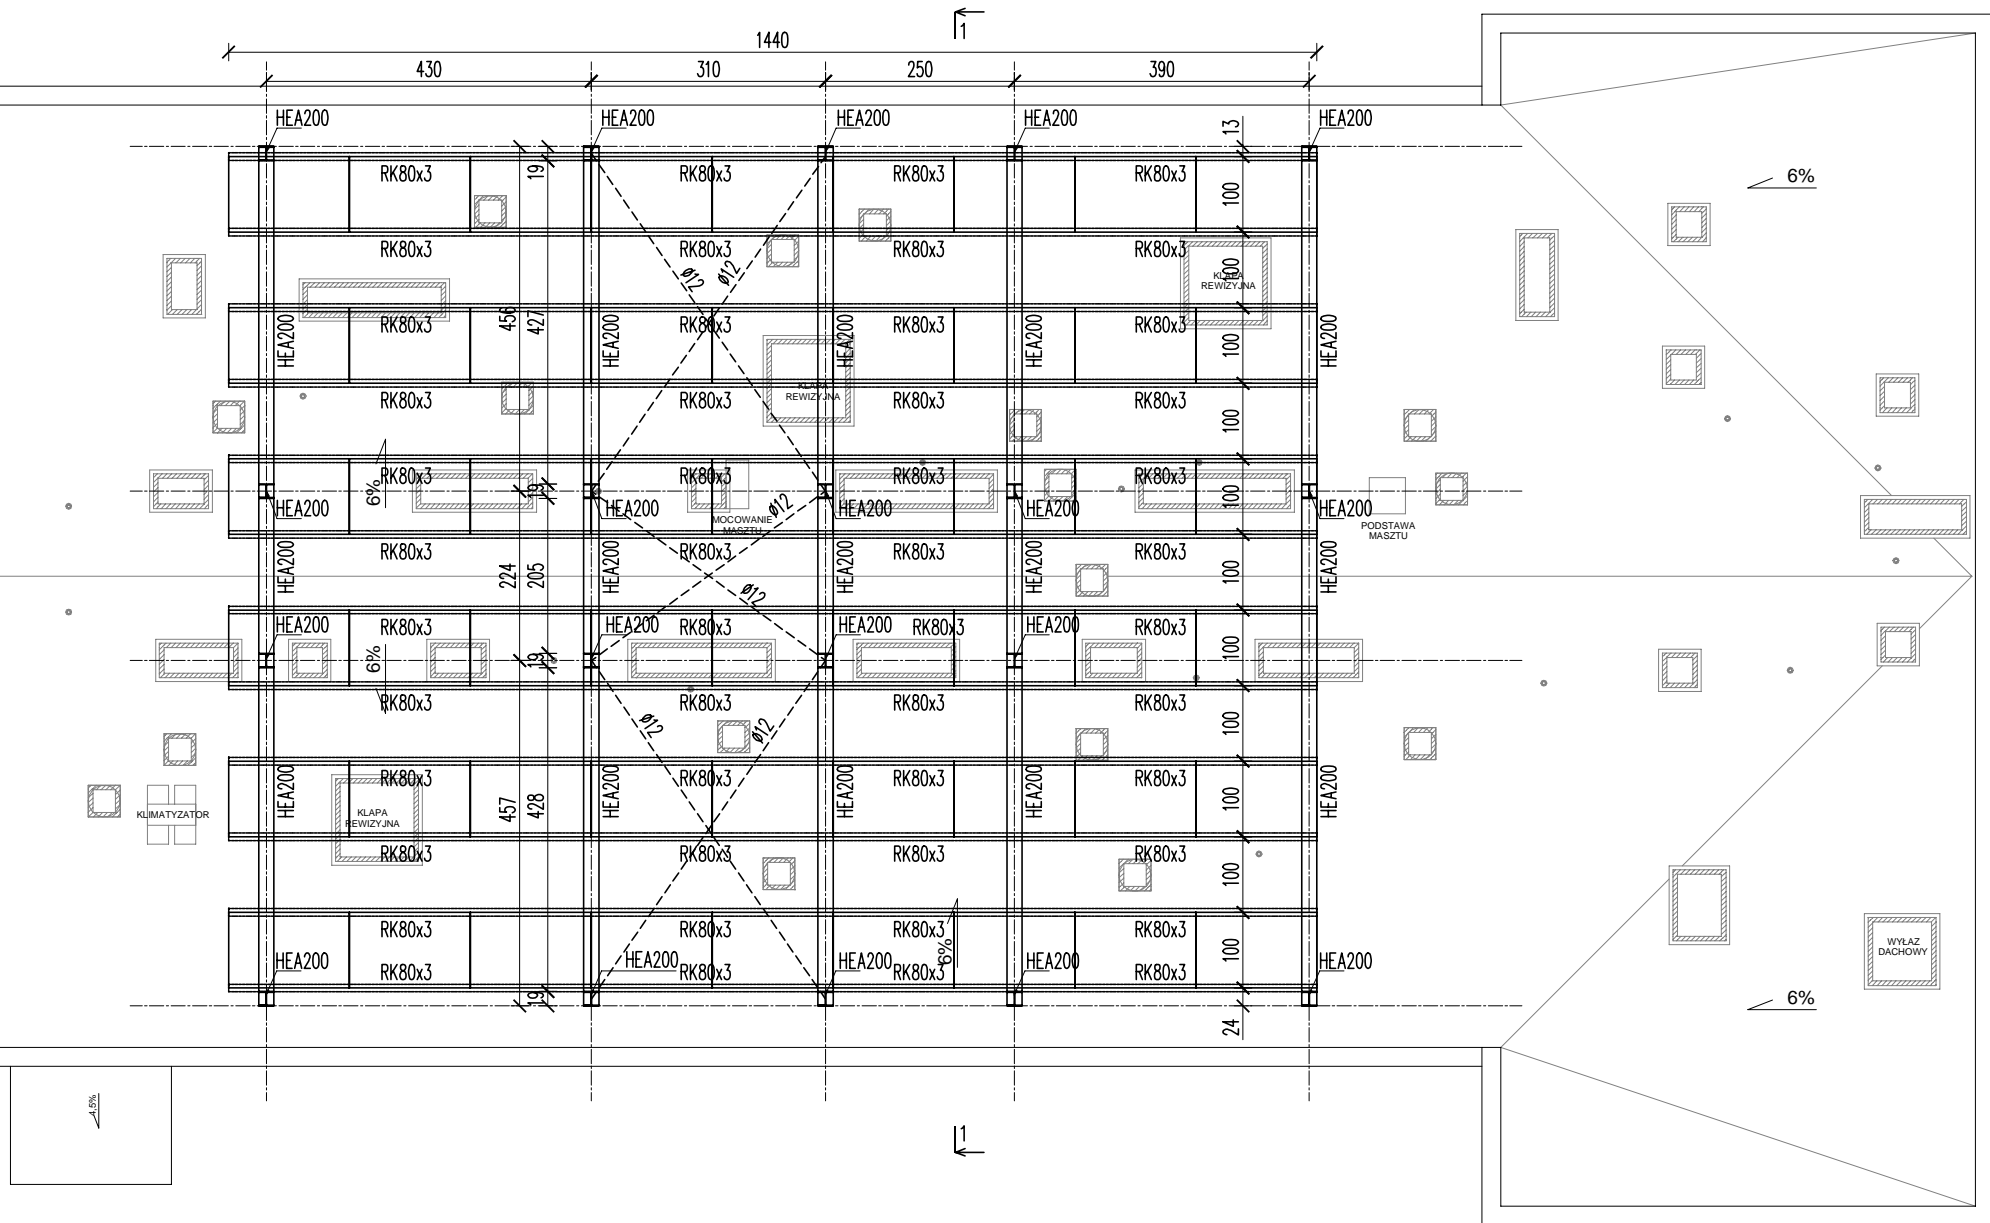 1
1440
430 310 250 390
HEA200 HEA200 HEA200 HEA200 HEA200
13
19
RK80x3 RK80x3 RK80x3 RK80x3
100
6%
RK80x3 RK80x3 RK80x3 RK80x3
ø12 ø12
100
KLAPA
REWIZYJNA
456 427
RK80x3 RK80x3 RK80x3 RK80x3
HEA200 HEA200 HEA200 HEA200 HEA200
100
KLAPA
REWIZYJNA
RK80x3 RK80x3 RK80x3 RK80x3
100
RK80x3 RK80x3 RK80x3 RK80x3
6%
19
100
HEA200 HEA200 HEA200 HEA200 HEA200
ø12
MOCOWANIE
MASZTU
PODSTAWA
MASZTU
RK80x3 RK80x3 RK80x3 RK80x3
HEA200 HEA200 HEA200 HEA200 HEA200
224 205
100
ø12
HEA200 HEA200 HEA200 HEA200
RK80x3 RK80x3 RK80x3 RK80x3
6%
19
100
RK80x3 RK80x3 RK80x3 RK80x3
ø12 ø12
100
RK80x3 RK80x3 RK80x3 RK80x3
HEA200 HEA200 HEA200 HEA200 HEA200
457 428
100
KLIMATYZATOR
KLAPA
REWIZYJNA
RK80x3 RK80x3 RK80x3 RK80x3
100
RK80x3 RK80x3 RK80x3 RK80x3
6%
100
WYŁAZ
DACHOWY
HEA200 HEA200 HEA200 HEA200 HEA200
RK80x3 RK80x3 RK80x3 RK80x3
19
6%
24
4,5%
1